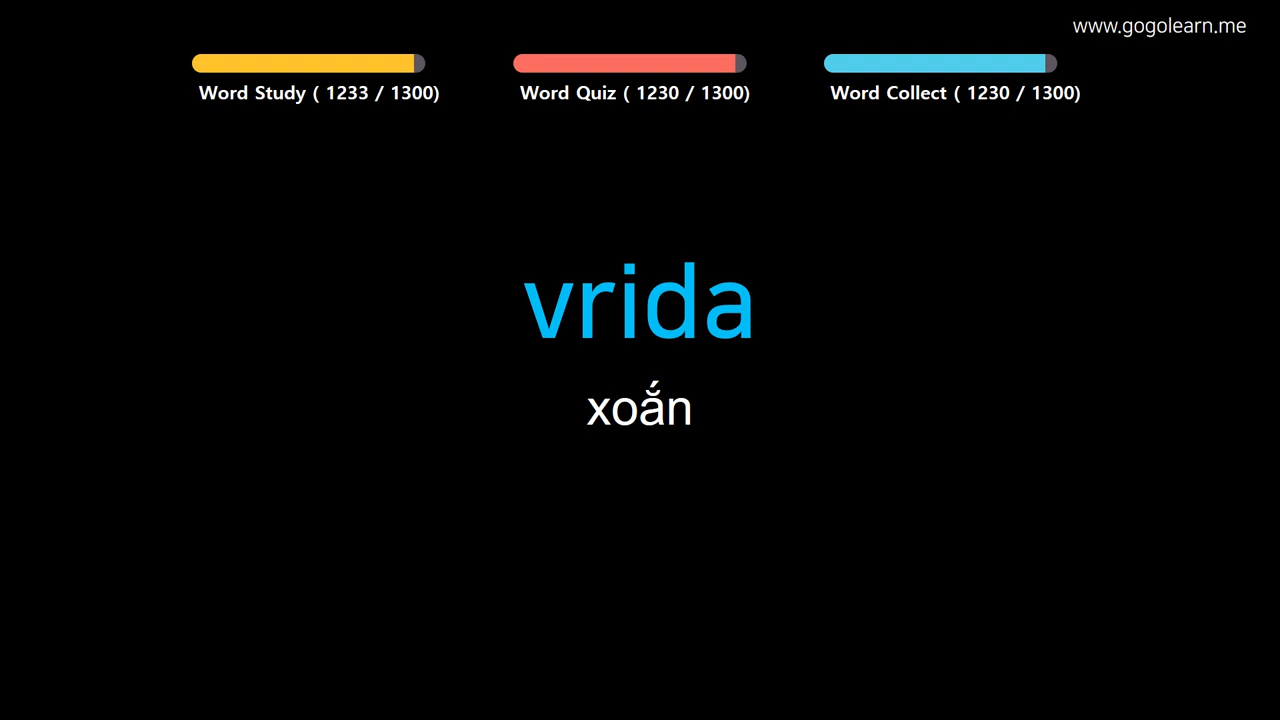 www.gogolearn.me
Word Study ( 1233 / 1300)
Word Quiz ( 1230 / 1300)
Word Collect ( 1230 / 1300)
vrida
xoắn